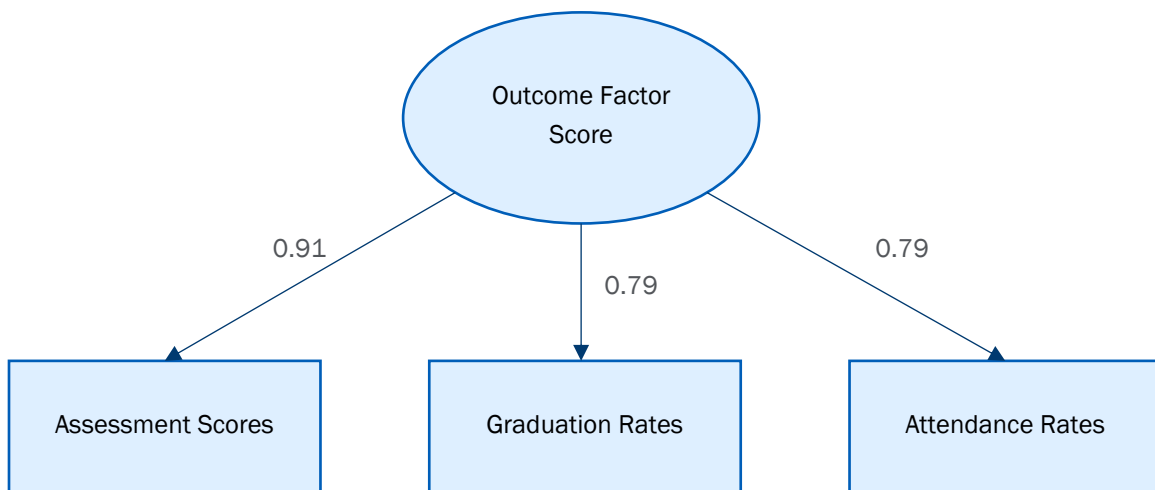 Outcome Factor
Score
0.91
0.79
0.79
Assessment Scores
Graduation Rates
Attendance Rates